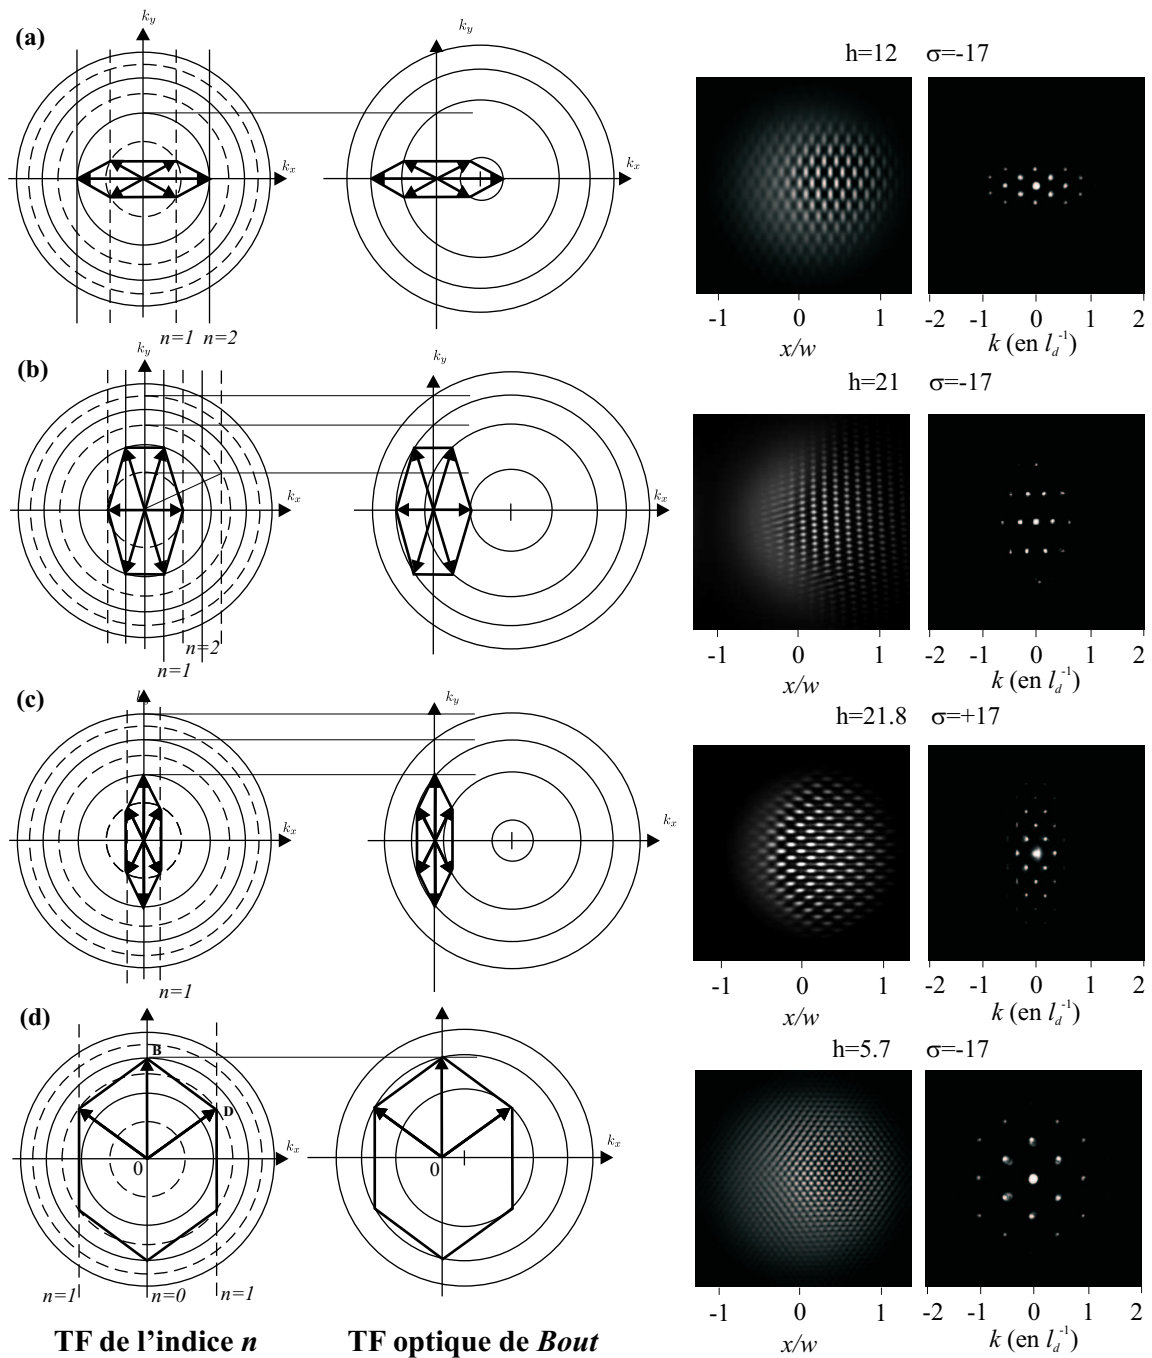 (a)
k_y
k_y
k_x
k_x
n=1 n=2
h=12 σ=-17
-1 0 1
x/w
-2 -1 0 1 2
k (en l_d^-1)
(b)
k_y
k_y
k_x
k_x
n=2
n=1
h=21 σ=-17
-1 0 1
x/w
-2 -1 0 1 2
k (en l_d^-1)
(c)
k_y
k_x
k_x
n=1
h=21.8 σ=+17
-1 0 1
x/w
-2 -1 0 1 2
k (en l_d^-1)
(d)
B
D
0
k_x
0
k_x
n=1 n=0 n=1
h=5.7 σ=-17
-1 0 1
x/w
-2 -1 0 1 2
k (en l_d^-1)
TF de l'indice n
TF optique de Bout